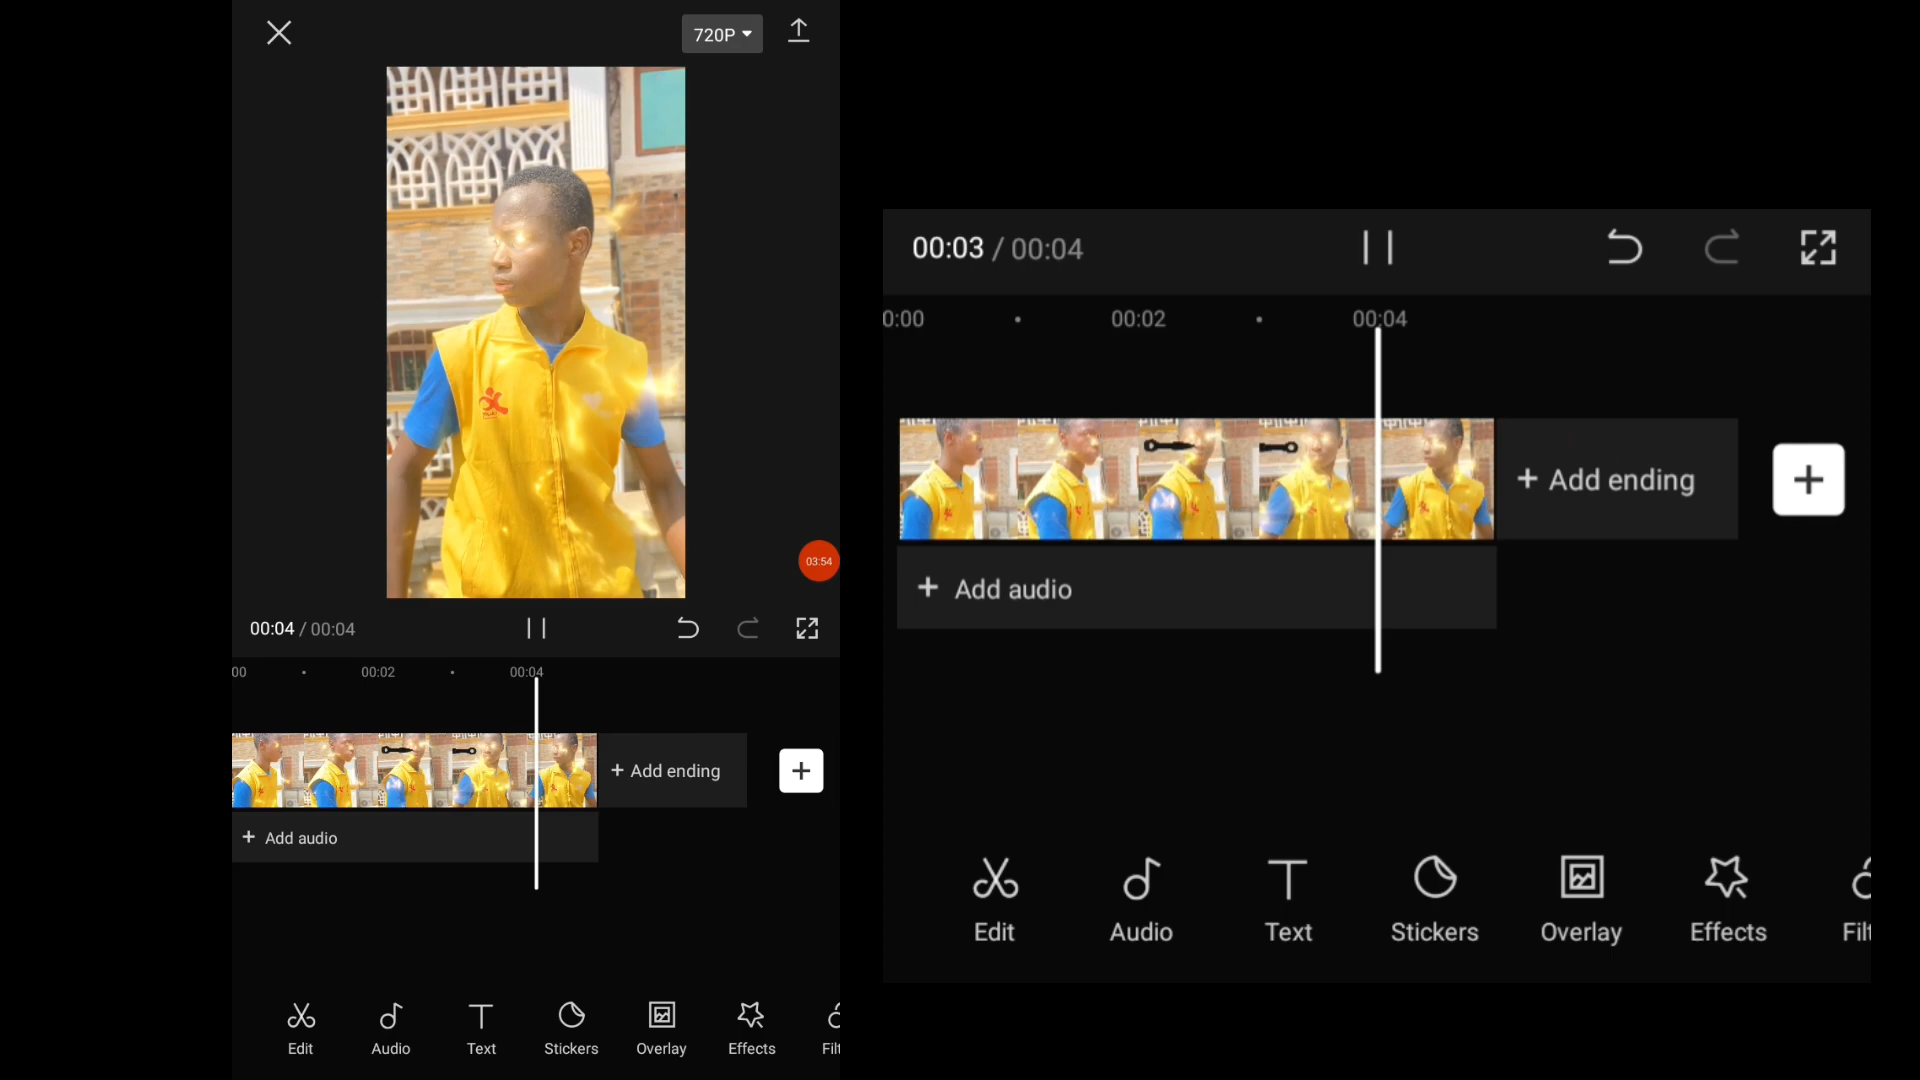 720P
03:54
00:04 / 00:04
00
00:02
00:04
+ Add ending
+ Add audio
Edit
Audio
Text
Stickers
Overlay
Effects
Filt
00:03 / 00:04
0:00
00:02
00:04
+ Add ending
+ Add audio
Edit
Audio
Text
Stickers
Overlay
Effects
Filt